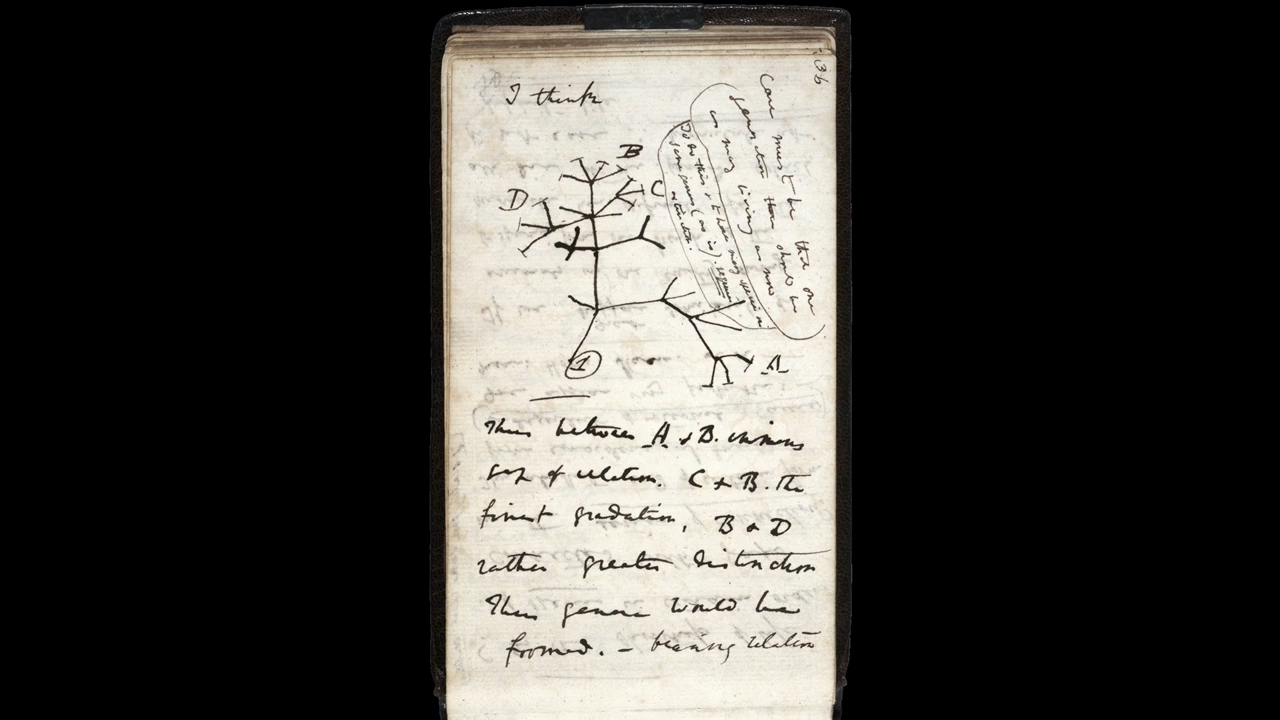 36
I think
Case must be that one
generation then should be
as many living as now
To do this & to have many species in
same genus (as is). requires
extinction.
B
C
D
A
1
Thus between A & B. immense
gap of relation. C & B. the
finest gradation, B & D
rather greater distinction
Thus genera would be
formed. — bearing relation